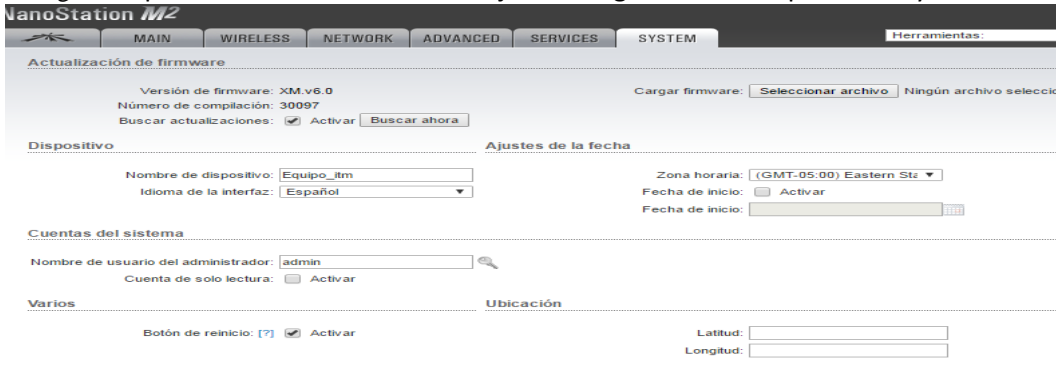 NanoStation M2
MAIN WIRELESS NETWORK ADVANCED SERVICES SYSTEM Herramientas:
Actualización de firmware
Versión de firmware: XM.v6.0 Cargar firmware: Seleccionar archivo Ningún archivo selecci
Número de compilación: 30097
Buscar actualizaciones: Activar Buscar ahora
Dispositivo Ajustes de la fecha
Nombre de dispositivo: Equipo_itm Zona horaria: (GMT-05:00) Eastern Sta
Idioma de la interfaz: Español Fecha de inicio: Activar
Fecha de inicio:
Cuentas del sistema
Nombre de usuario del administrador: admin
Cuenta de solo lectura: Activar
Varios Ubicación
Botón de reinicio: [?] Activar Latitud:
Longitud: